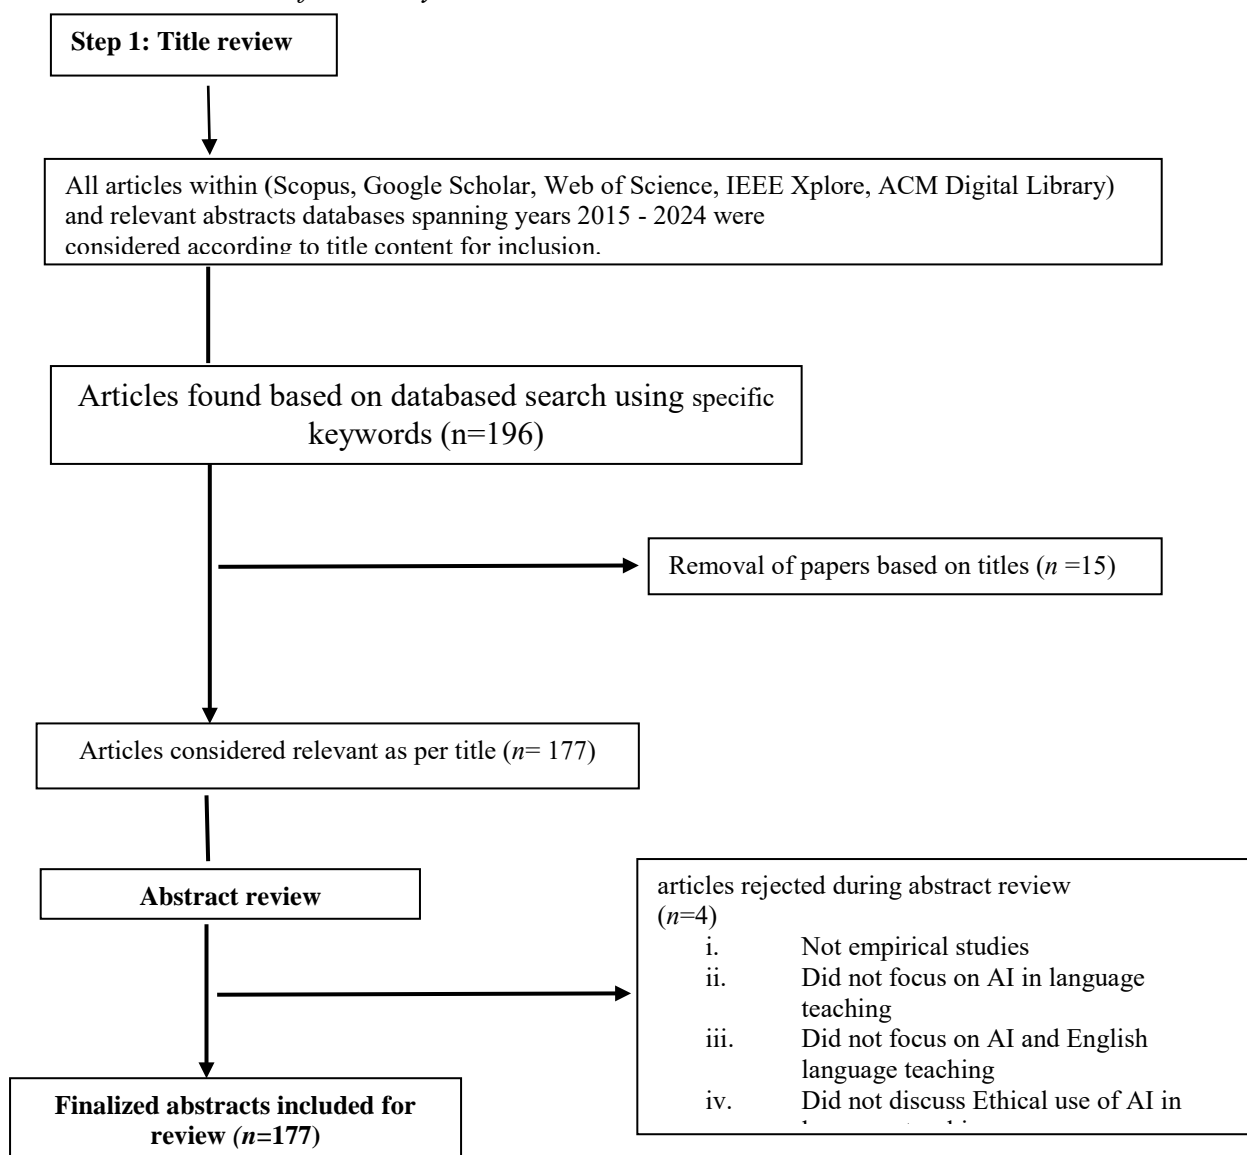 Step 1: Title review
All articles within (Scopus, Google Scholar, Web of Science, IEEE Xplore, ACM Digital Library)
and relevant abstracts databases spanning years 2015 - 2024 were
considered according to title content for inclusion.
Articles found based on databased search using specific
keywords (n=196)
Removal of papers based on titles (n =15)
Articles considered relevant as per title (n= 177)
Abstract review
articles rejected during abstract review
(n=4)
i. Not empirical studies
ii. Did not focus on AI in language
teaching
iii. Did not focus on AI and English
language teaching
iv. Did not discuss Ethical use of AI in
Finalized abstracts included for
review (n=177)